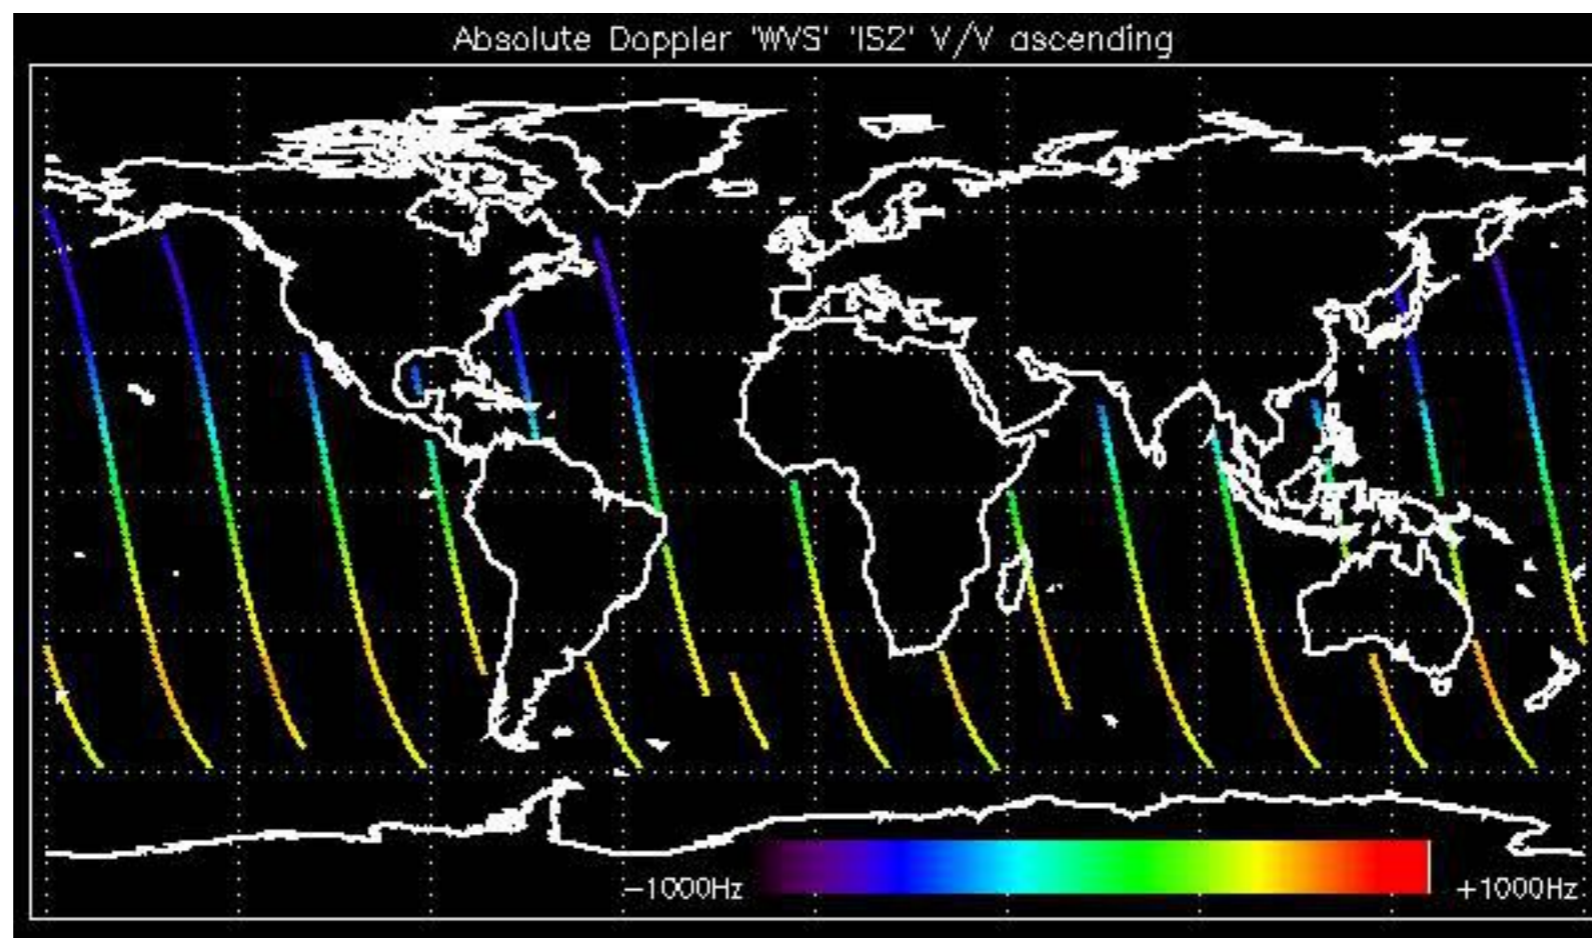 Absolute Doppler 'WVS' 'IS2' V/V ascending
−1000Hz
+1000Hz